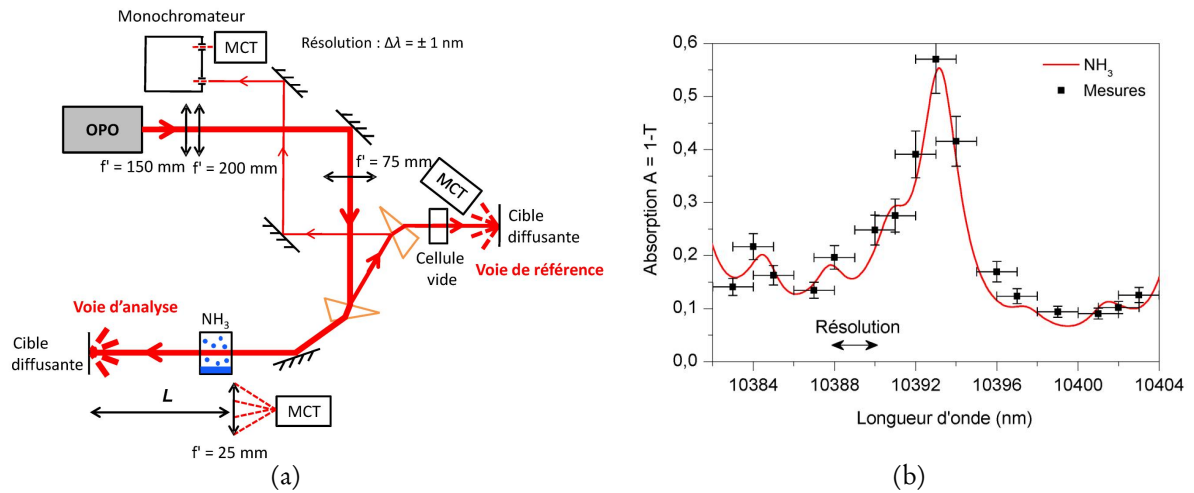 Monochromateur
MCT
Résolution : Δλ = ± 1 nm
OPO
f' = 150 mm
f' = 200 mm
f' = 75 mm
MCT
Cible
diffusante
Cellule
vide
Voie de référence
Voie d'analyse
NH₃
Cible
diffusante
L
MCT
f' = 25 mm
(a)
0,6
0,5
0,4
0,3
0,2
0,1
0,0
Absorption A = 1-T
NH₃
Mesures
Résolution
10384
10388
10392
10396
10400
10404
Longueur d'onde (nm)
(b)